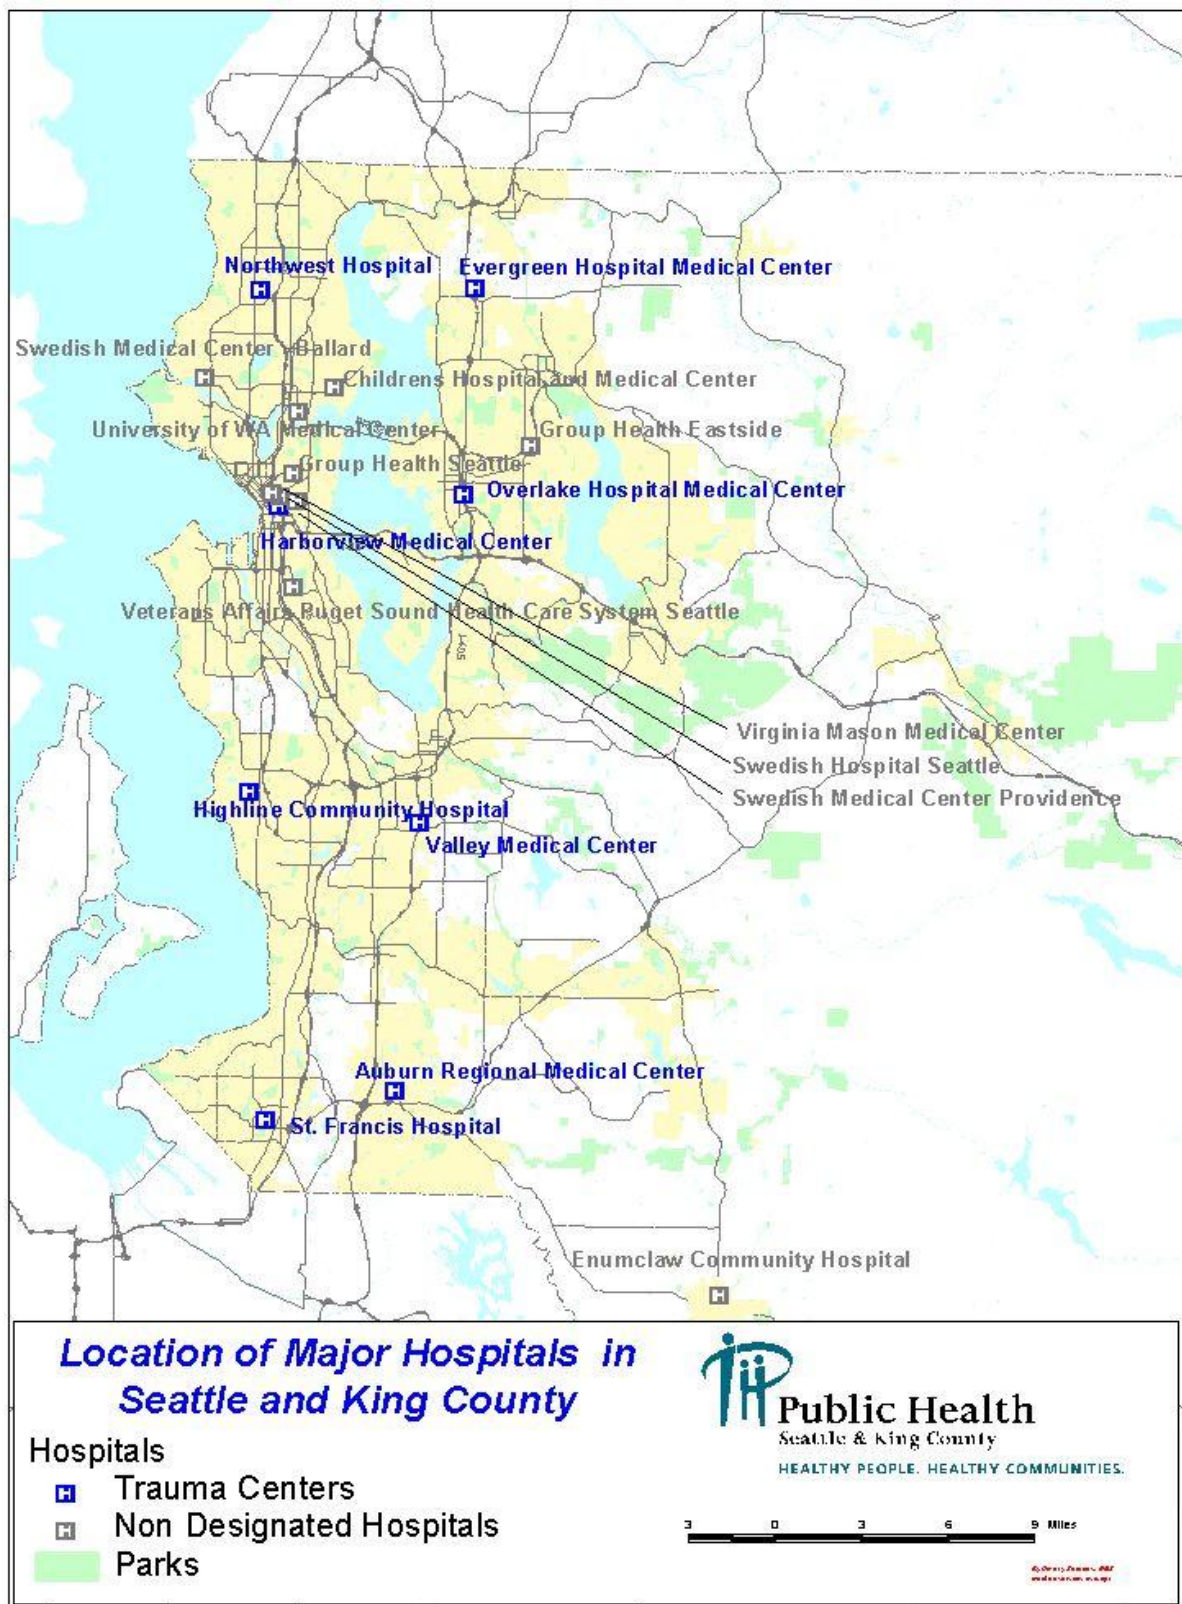 Northwest Hospital
Evergreen Hospital Medical Center
Swedish Medical Center - Ballard
Childrens Hospital and Medical Center
University of WA Medical Center
Group Health Eastside
Group Health Seattle
Overlake Hospital Medical Center
Harborview Medical Center
Veterans Affairs Puget Sound Health Care System Seattle
I-405
Virginia Mason Medical Center
Swedish Hospital Seattle
Swedish Medical Center Providence
Highline Community Hospital
Valley Medical Center
Auburn Regional Medical Center
St. Francis Hospital
Enumclaw Community Hospital
Location of Major Hospitals in
Seattle and King County
Hospitals
H Trauma Centers
H Non Designated Hospitals
Parks
Public Health
Seattle & King County
HEALTHY PEOPLE. HEALTHY COMMUNITIES.
3 0 3 6 9 Miles